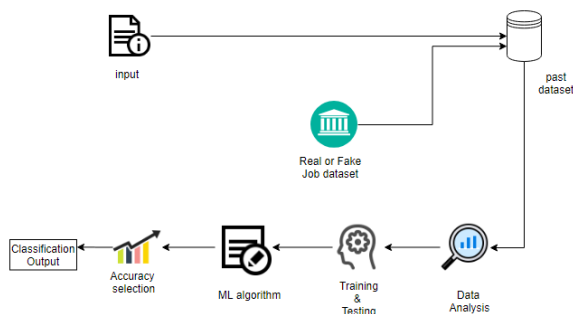 input
past
dataset
Real or Fake
Job dataset
Classification
Output
Accuracy
selection
ML algorithm
Training
&
Testing
Data
Analysis